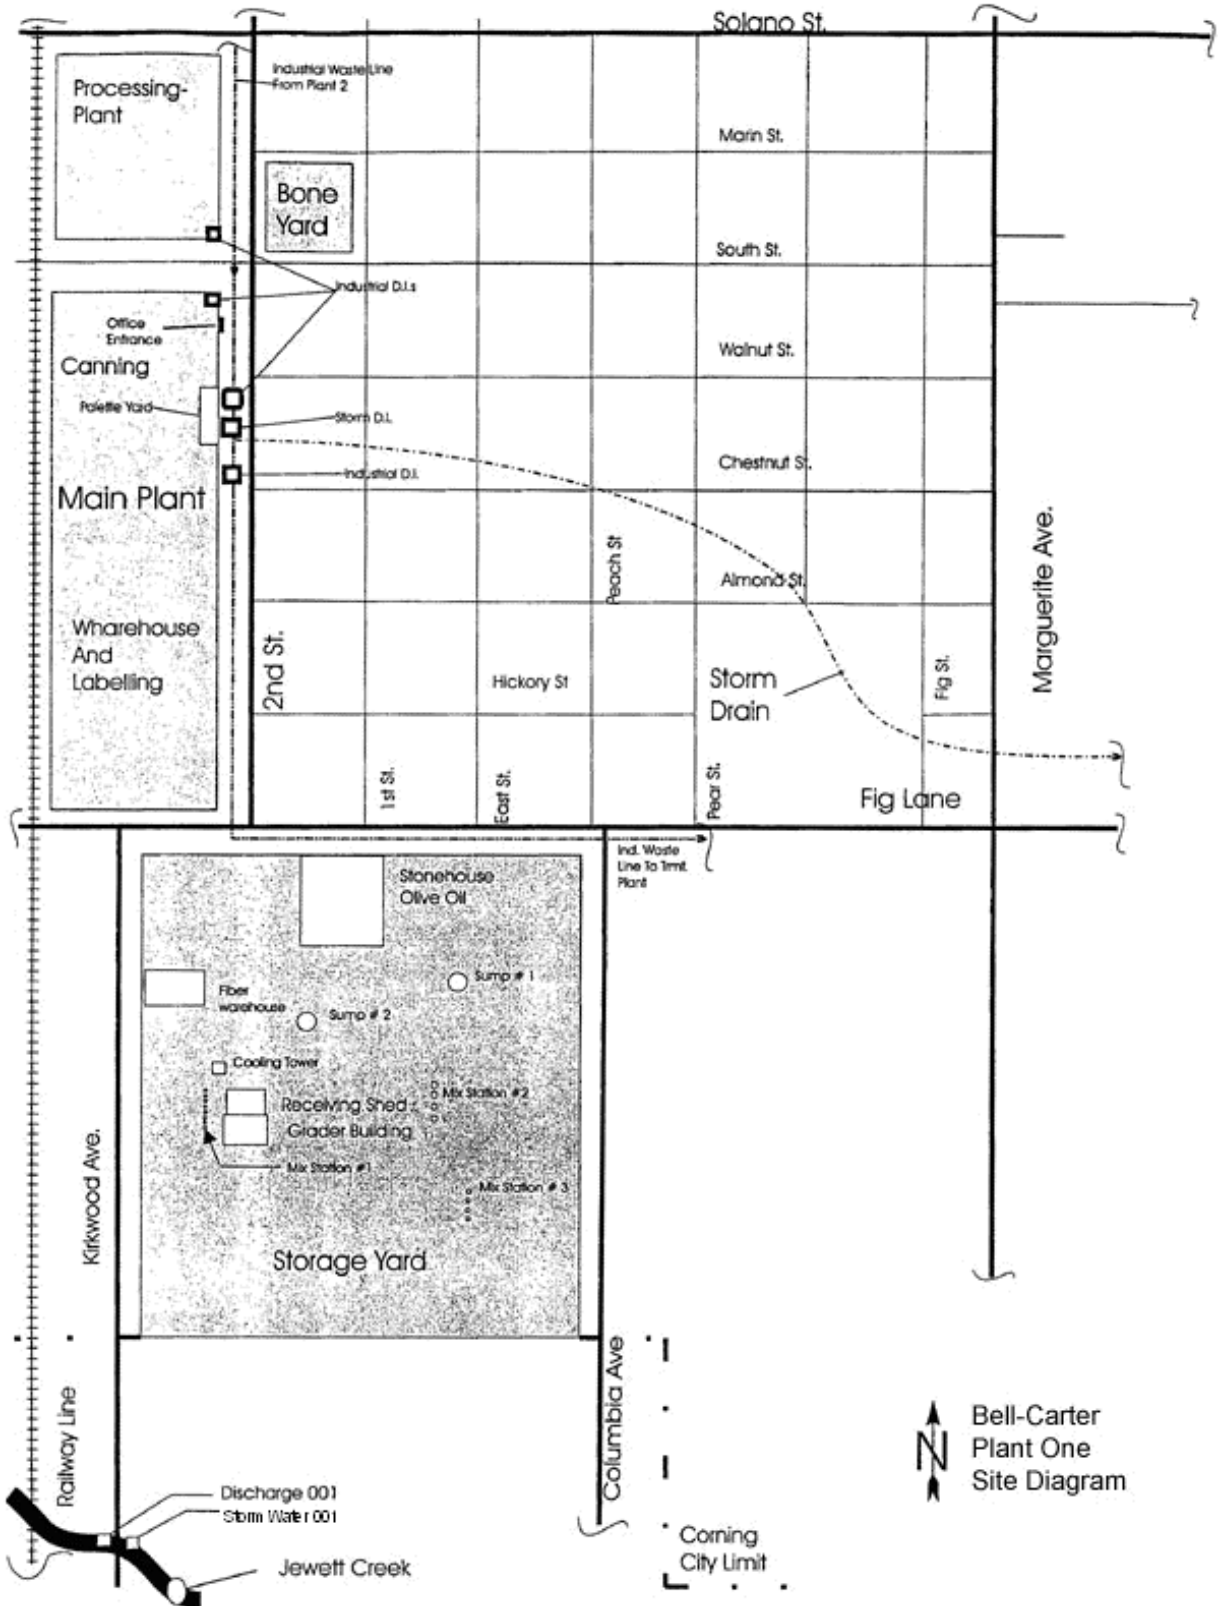 Solano St.
Industrial Waste Line
From Plant 2
Processing-
Plant
Marin St.
Bone
Yard
South St.
Industrial D.I.s
Office
Entrance
Walnut St.
Canning
Palette Yard
Storm D.I.
Chestnut St.
Industrial D.I.
Main Plant
Marguerite Ave.
Peach St
Almond St.
Wharehouse
And
Labelling
2nd St.
Hickory St
Storm
Drain
Fig St.
1st St.
East St.
Pear St.
Fig Lane
Ind. Waste
Line To Trmt.
Plant
Stonehouse
Olive Oil
Sump # 1
Fiber
warehouse
Sump # 2
Cooling Tower
Mix Station #2
Receiving Shed
Grader Building
Mix Station #1
Mix Station # 3
Kirkwood Ave.
Storage Yard
Columbia Ave
Railway Line
N
Bell-Carter
Plant One
Site Diagram
Discharge 001
Storm Water 001
Corning
City Limit
Jewett Creek